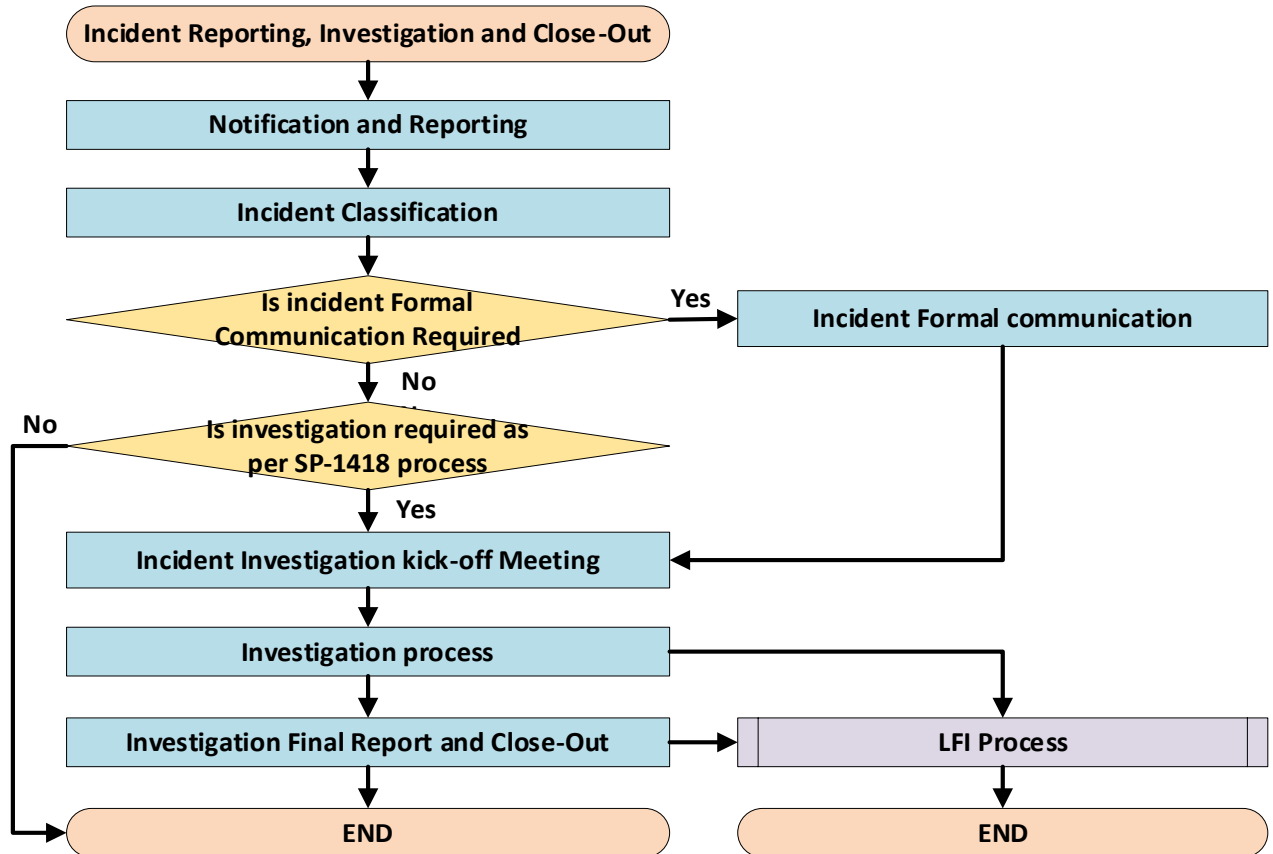 Incident Reporting, Investigation and Close-Out
Notification and Reporting
Incident Classification
Is incident Formal
Communication Required
Yes
Incident Formal communication
No
No
Is investigation required as
per SP-1418 process
Yes
Incident Investigation kick-off Meeting
Investigation process
Investigation Final Report and Close-Out
LFI Process
END
END